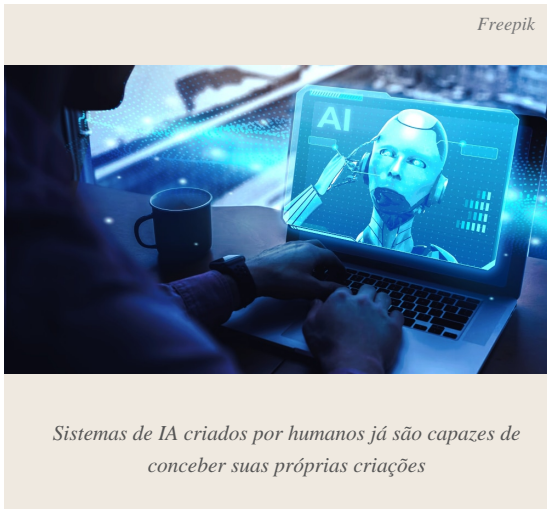 Freepik
AI
Sistemas de IA criados por humanos já são capazes de
conceber suas próprias criações